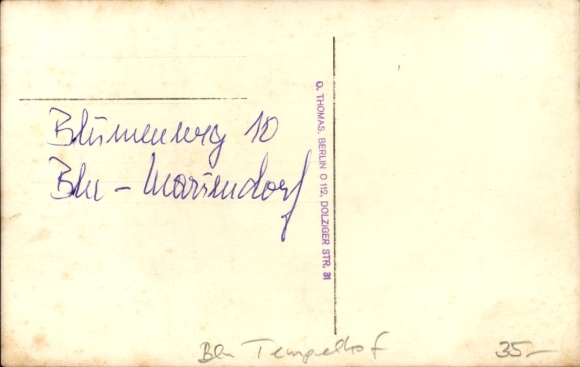 Blumenweg 10
Bln - Mariendorf
O. THOMAS, BERLIN O 112, DOLZIGER STR. 31
Bln Tempelhof
35.-